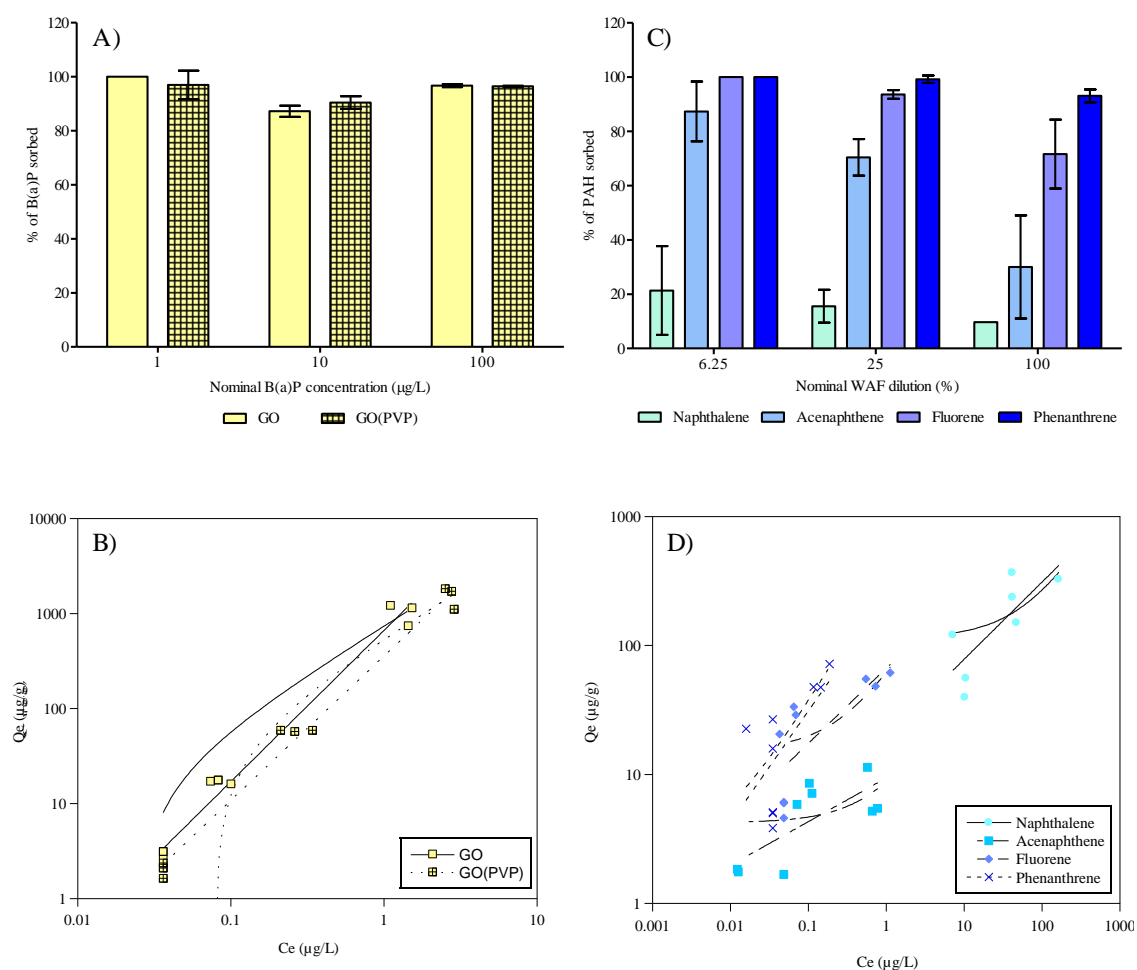 A)
120
100
80
60
40
20
0
% of B(a)P sorbed
1 10 100
Nominal B(a)P concentration (µg/L)
GO GO(PVP)
C)
120
100
80
60
40
20
0
% of PAH sorbed
6.25 25 100
Nominal WAF dilution (%)
Naphthalene Acenaphthene Fluorene Phenanthrene
B)
10000
1000
100
10
1
Qe (µg/g)
0.01 0.1 1 10
Ce (µg/L)
GO
GO(PVP)
D)
1000
100
10
1
Qe (µg/g)
0.001 0.01 0.1 1 10 100 1000
Ce (µg/L)
Naphthalene
Acenaphthene
Fluorene
Phenanthrene